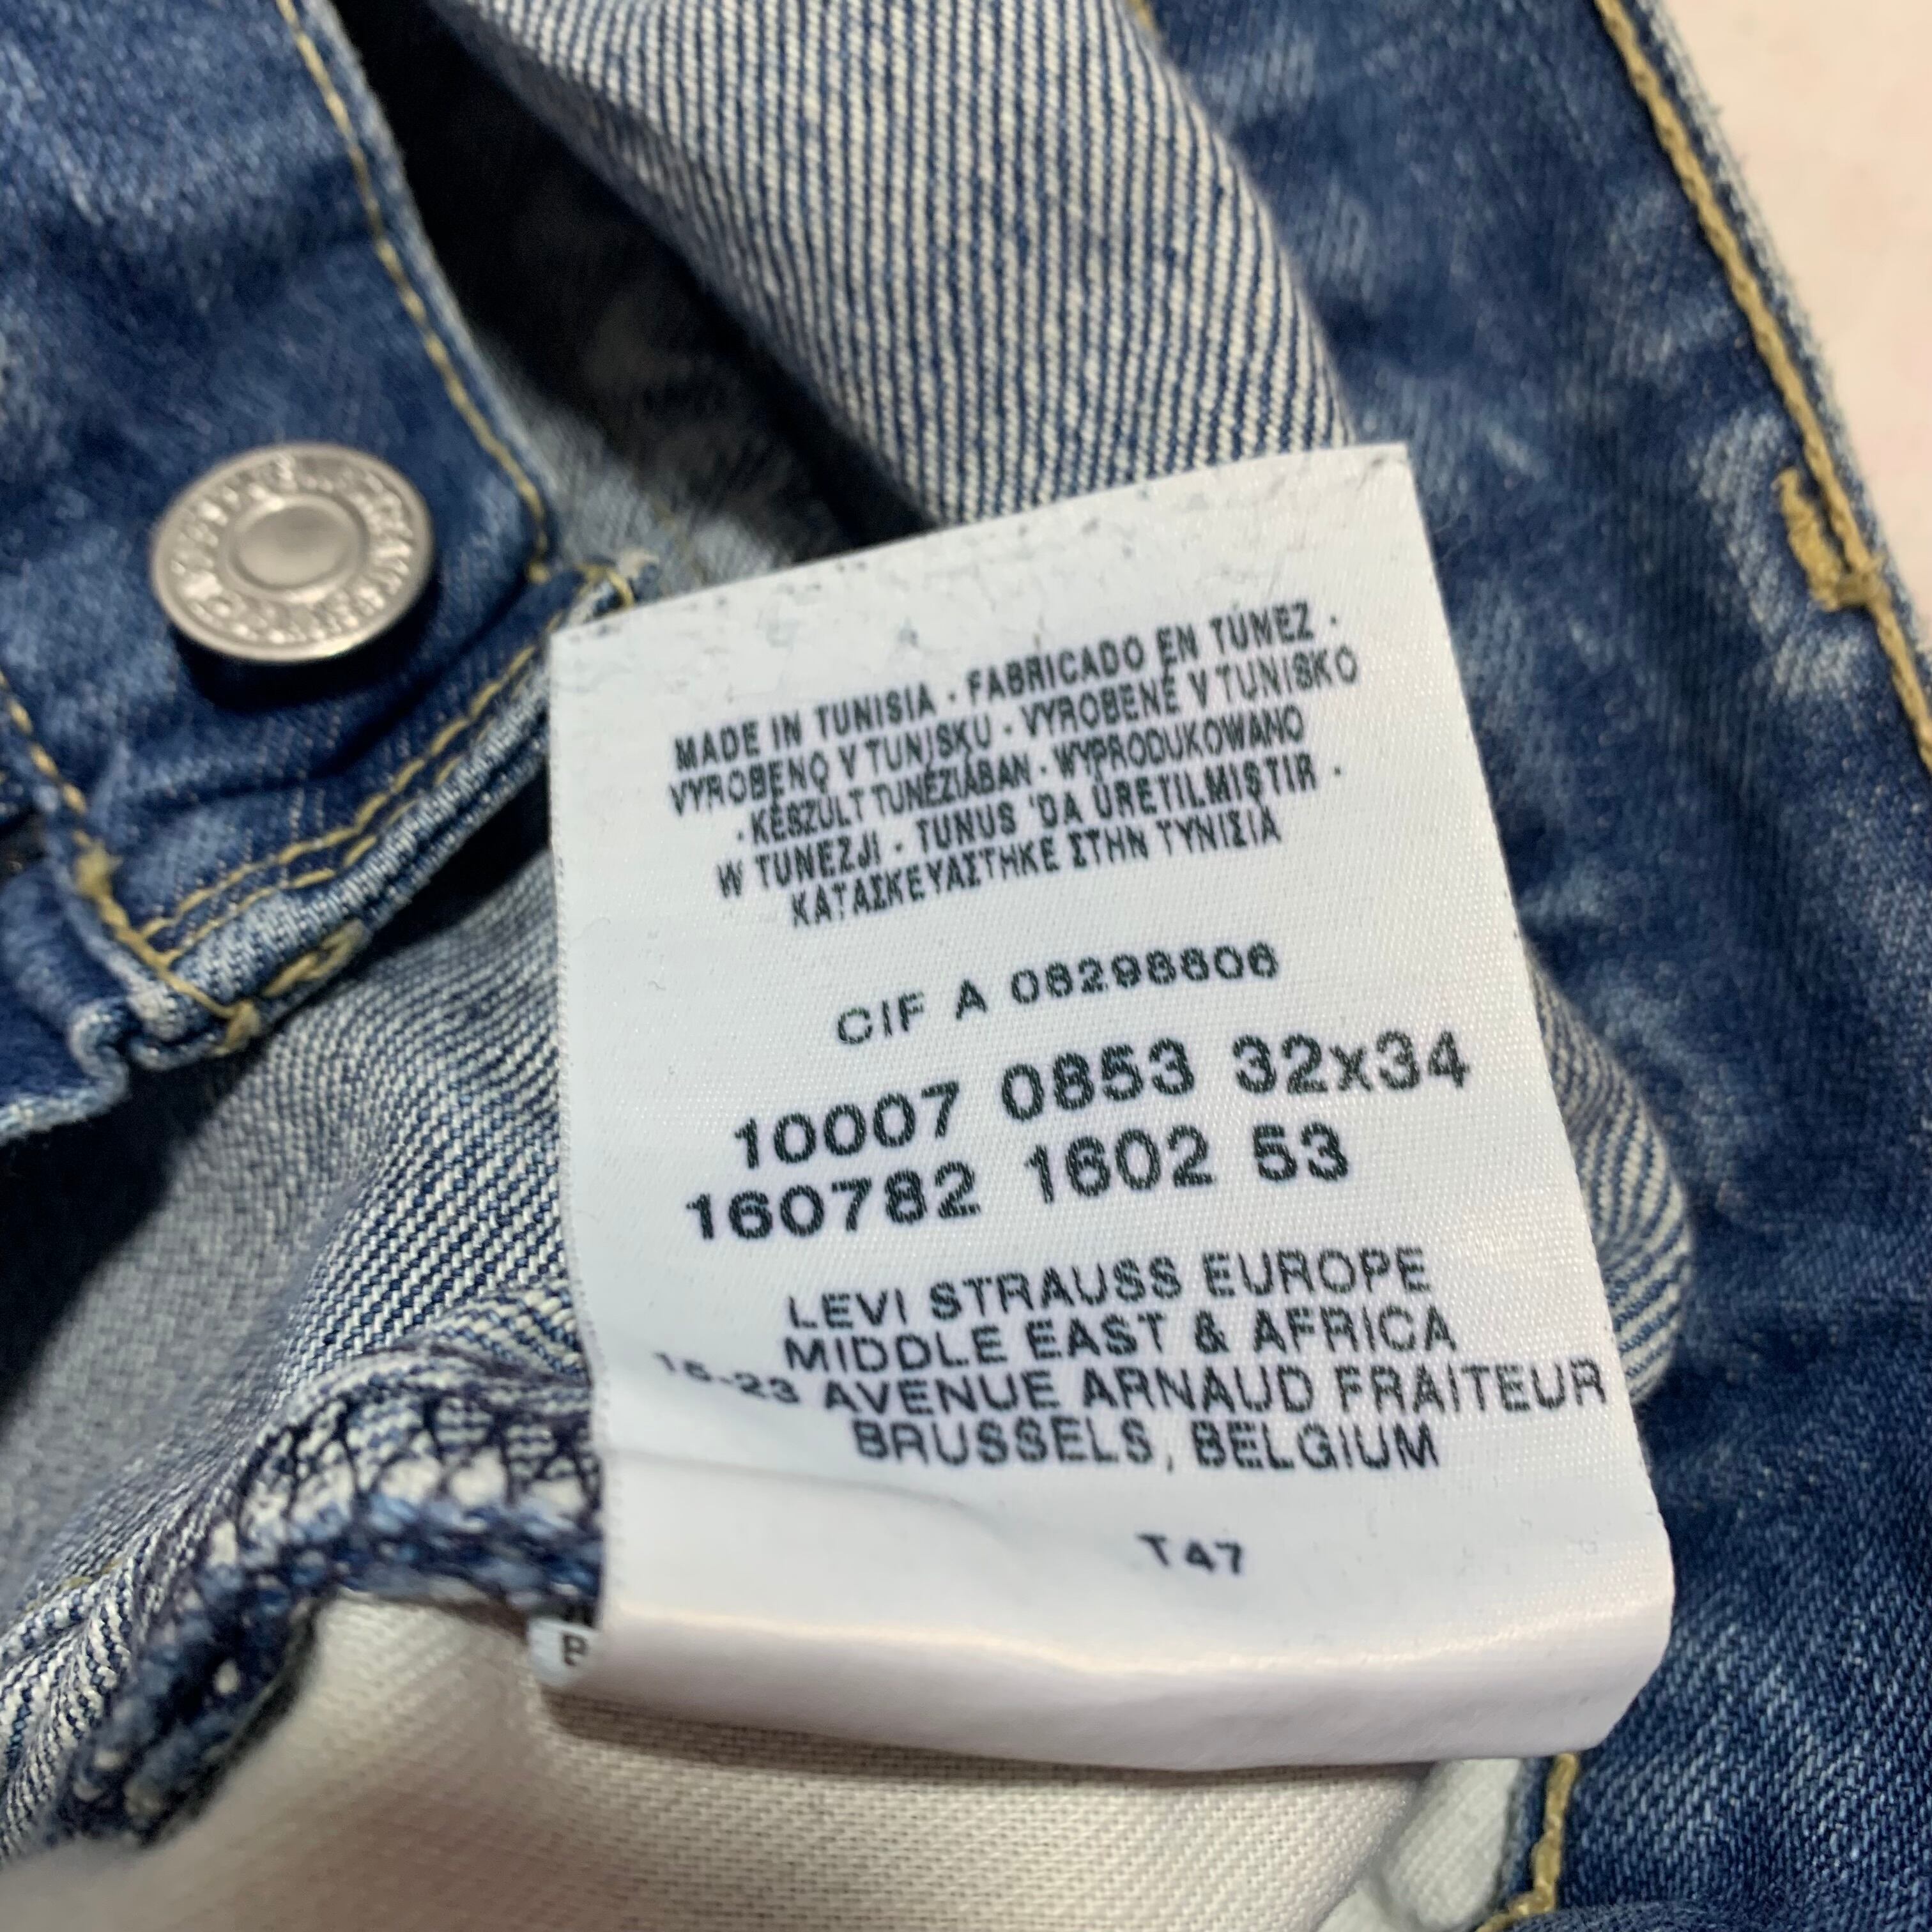 MADE IN TUNISIA · FABRICADO EN TÚNEZ ·
VYROBENO V TUNISKU · VYROBENÉ V TUNISKO
· KÉSZÜLT TUNÉZIÁBAN · WYPRODUKOWANO
W TUNEZJI · TUNUS 'DA ÜRETILMIŞTIR ·
ΚΑΤΑΣΚΕΥΑΣΤΗΚΕ ΣΤΗΝ ΤΥΝΙΣΙΑ
CIF A 08298606
10007 0853 32x34
160782 1602 53
LEVI STRAUSS EUROPE
MIDDLE EAST & AFRICA
15-23 AVENUE ARNAUD FRAITEUR
BRUSSELS, BELGIUM
T47
B